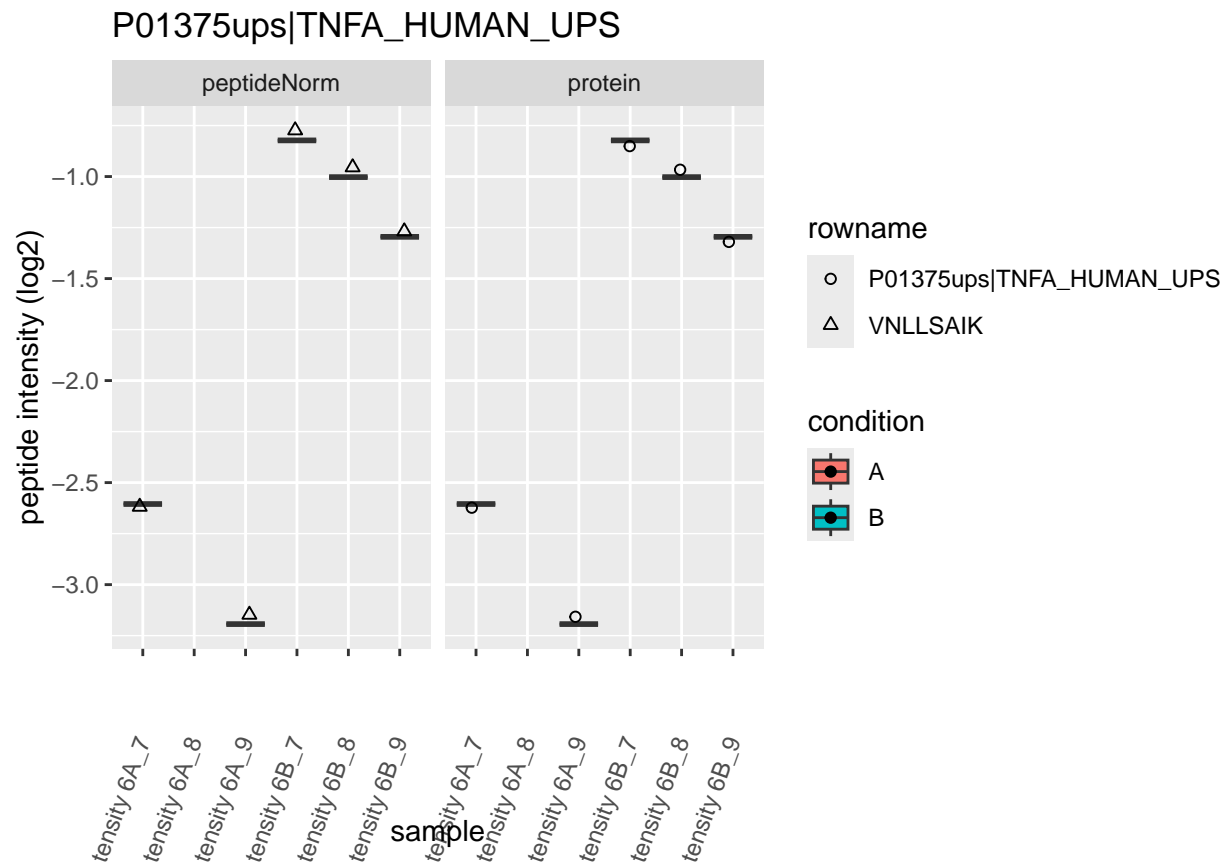 P01375ups|TNFA_HUMAN_UPS
peptideNorm
protein
peptide intensity (log2)
−1.0
−1.5
−2.0
−2.5
−3.0
tensity 6A_7
tensity 6A_8
tensity 6A_9
tensity 6B_7
tensity 6B_8
tensity 6B_9
tensity 6A_7
tensity 6A_8
tensity 6A_9
tensity 6B_7
tensity 6B_8
tensity 6B_9
sample
rowname
P01375ups|TNFA_HUMAN_UPS
VNLLSAIK
condition
A
B